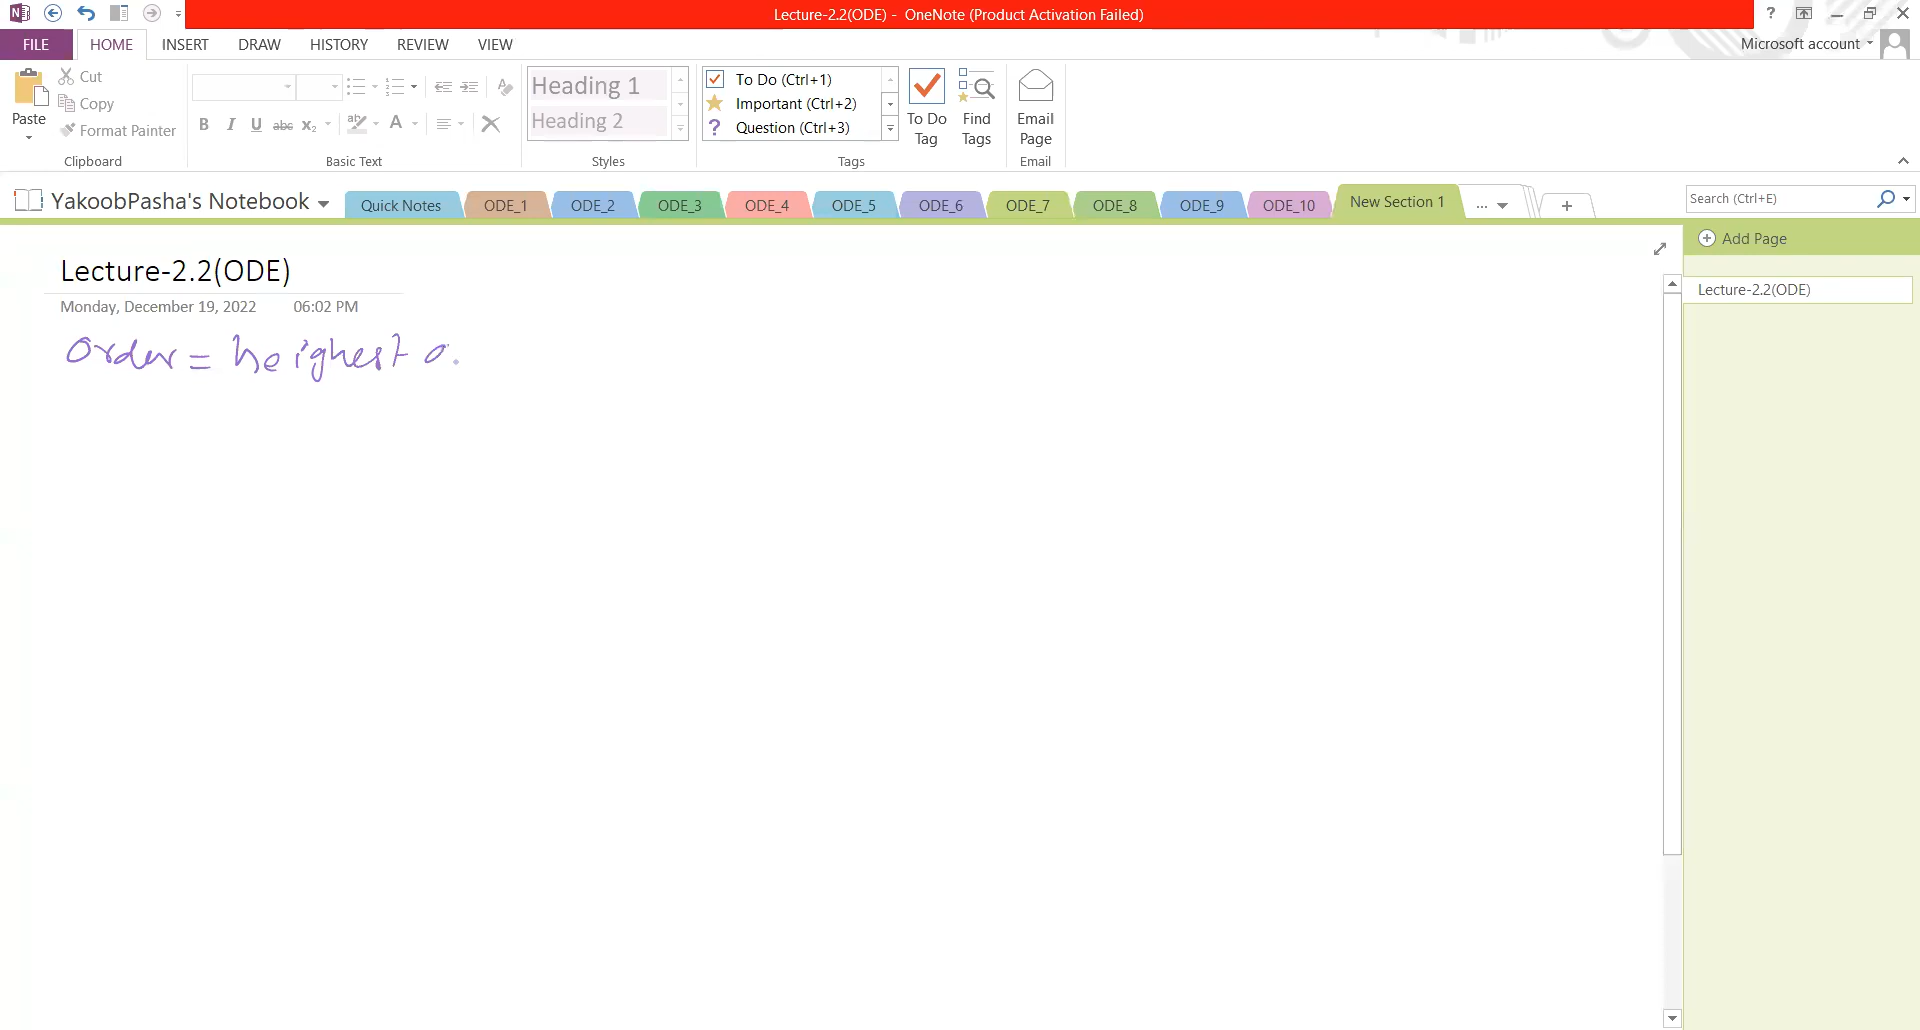 Lecture-2.2(ODE) - OneNote (Product Activation Failed)
?
FILE HOME INSERT DRAW HISTORY REVIEW VIEW
Microsoft account
Paste
Cut
Copy
Format Painter
Clipboard
B I U abc x₂ ab A
Basic Text
Heading 1
Heading 2
Styles
To Do (Ctrl+1)
Important (Ctrl+2)
? Question (Ctrl+3)
Tags
To Do
Tag
Find
Tags
Email
Page
Email
YakoobPasha's Notebook
Quick Notes ODE_1 ODE_2 ODE_3 ODE_4 ODE_5 ODE_6 ODE_7 ODE_8 ODE_9 ODE_10 New Section 1 ... +
Search (Ctrl+E)
Add Page
Lecture-2.2(ODE)
Lecture-2.2(ODE)
Monday, December 19, 2022 06:02 PM
Order = heighest o